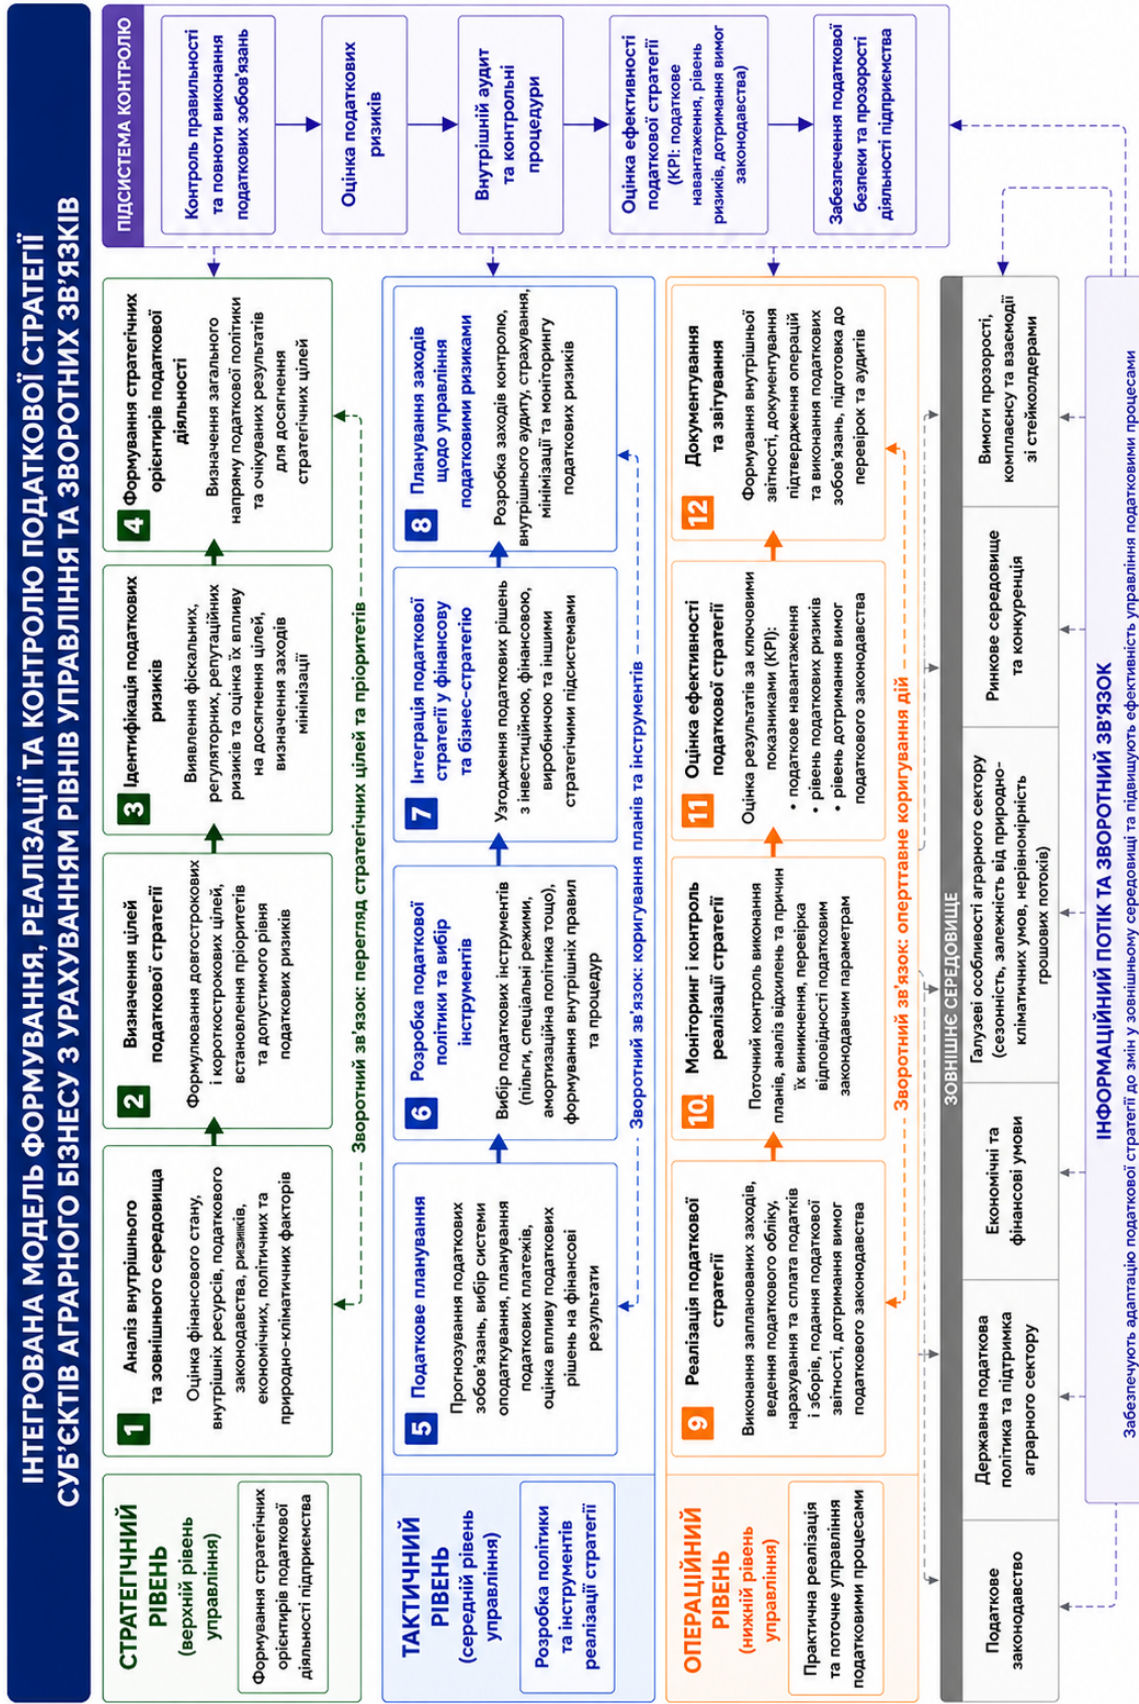 ІНТЕГРОВАНА МОДЕЛЬ ФОРМУВАННЯ, РЕАЛІЗАЦІЇ ТА КОНТРОЛЮ ПОДАТКОВОЇ СТРАТЕГІЇ
СУБ'ЄКТІВ АГРАРНОГО БІЗНЕСУ З УРАХУВАННЯМ РІВНІВ УПРАВЛІННЯ ТА ЗВОРОТНИХ ЗВ'ЯЗКІВ
СТРАТЕГІЧНИЙ
РІВЕНЬ
(верхній рівень
управління)
Формування стратегічних
орієнтирів податкової
діяльності підприємства
1
Аналіз внутрішнього
та зовнішнього середовища
Оцінка фінансового стану,
внутрішніх ресурсів, податкового
законодавства, ризиків,
економічних, політичних та
природно-кліматичних факторів
2
Визначення цілей
податкової стратегії
Формулювання довгострокових
і короткострокових цілей,
встановлення пріоритетів
та допустимого рівня
податкових ризиків
3
Ідентифікація податкових
ризиків
Виявлення фіскальних,
регуляторних, репутаційних
ризиків та оцінка їх впливу
на досягнення цілей,
визначення заходів
мінімізації
4
Формування стратегічних
орієнтирів податкової
діяльності
Визначення загального
напряму податкової політики
та очікуваних результатів
для досягнення
стратегічних цілей
Зворотний зв'язок: перегляд стратегічних цілей та пріоритетів
ТАКТИЧНИЙ
РІВЕНЬ
(середній рівень
управління)
Розробка політики
та інструментів
реалізації стратегії
5
Податкове планування
Прогнозування податкових
зобов'язань, вибір системи
оподаткування, планування
податкових платежів,
оцінка впливу податкових
рішень на фінансові
результати
6
Розробка податкової
політики та вибір
інструментів
Вибір податкових інструментів
(пільги, спеціальні режими,
амортизаційна політика тощо),
формування внутрішніх правил
та процедур
7
Інтеграція податкової
стратегії у фінансову
та бізнес-стратегію
Узгодження податкових рішень
з інвестиційною, фінансовою,
виробничою та іншими
стратегічними підсистемами
8
Планування заходів
щодо управління
податковими ризиками
Розробка заходів контролю,
внутрішнього аудиту, страхування,
мінімізації та моніторингу
податкових ризиків
Зворотний зв'язок: коригування планів та інструментів
ОПЕРАЦІЙНИЙ
РІВЕНЬ
(нижній рівень
управління)
Практична реалізація
та поточне управління
податковими процесами
9
Реалізація податкової
стратегії
Виконання запланованих заходів,
ведення податкового обліку,
нарахування та сплата податків
і зборів, подання податкової
звітності, дотримання вимог
податкового законодавства
10.
Моніторинг і контроль
реалізації стратегії
Поточний контроль виконання
планів, аналіз відхилень та причин
їх виникнення, перевірка
відповідності податковим
законодавчим параметрам
11
Оцінка ефективності
податкової стратегії
Оцінка результатів за ключовими
показниками (KPI):
• податкове навантаження
• рівень податкових ризиків
• рівень дотримання вимог
податкового законодавства
12
Документування
та звітування
Формування внутрішньої
звітності, документування
підтвердження операцій
та виконання податкових
зобов'язань, підготовка до
перевірок та аудитів
Зворотний зв'язок: оперттавне коригування дій
ПІДСИСТЕМА КОНТРОЛЮ
Контроль правильності
та повноти виконання
податкових зобов'язань
Оцінка податкових
ризиків
Внутрішній аудит
та контрольні
процедури
Оцінка ефективності
податкової стратегії
(KPI: податкове
навантаження, рівень
ризиків, дотримання вимог
законодавства)
Забезпечення податкової
безпеки та прозорості
діяльності підприємства
ЗОВНІШНЄ СЕРЕДОВИЩЕ
Податкове
законодавство
Державна податкова
політика та підтримка
аграрного сектору
Економічні та
фінансові умови
Галузеві особливості аграрного сектору
(сезонність, залежність від природно-
кліматичних умов, нерівномірність
грошових потоків)
Ринкове середовище
та конкуренція
Вимоги прозорості,
комплаєнсу та взаємодії
зі стейколдерами
ІНФОРМАЦІЙНИЙ ПОТІК ТА ЗВОРОТНИЙ ЗВ'ЯЗОК
Забезпечують адаптацію податкової стратегії до змін у зовнішньому середовищі та підвищують ефективність управління податковими процесами